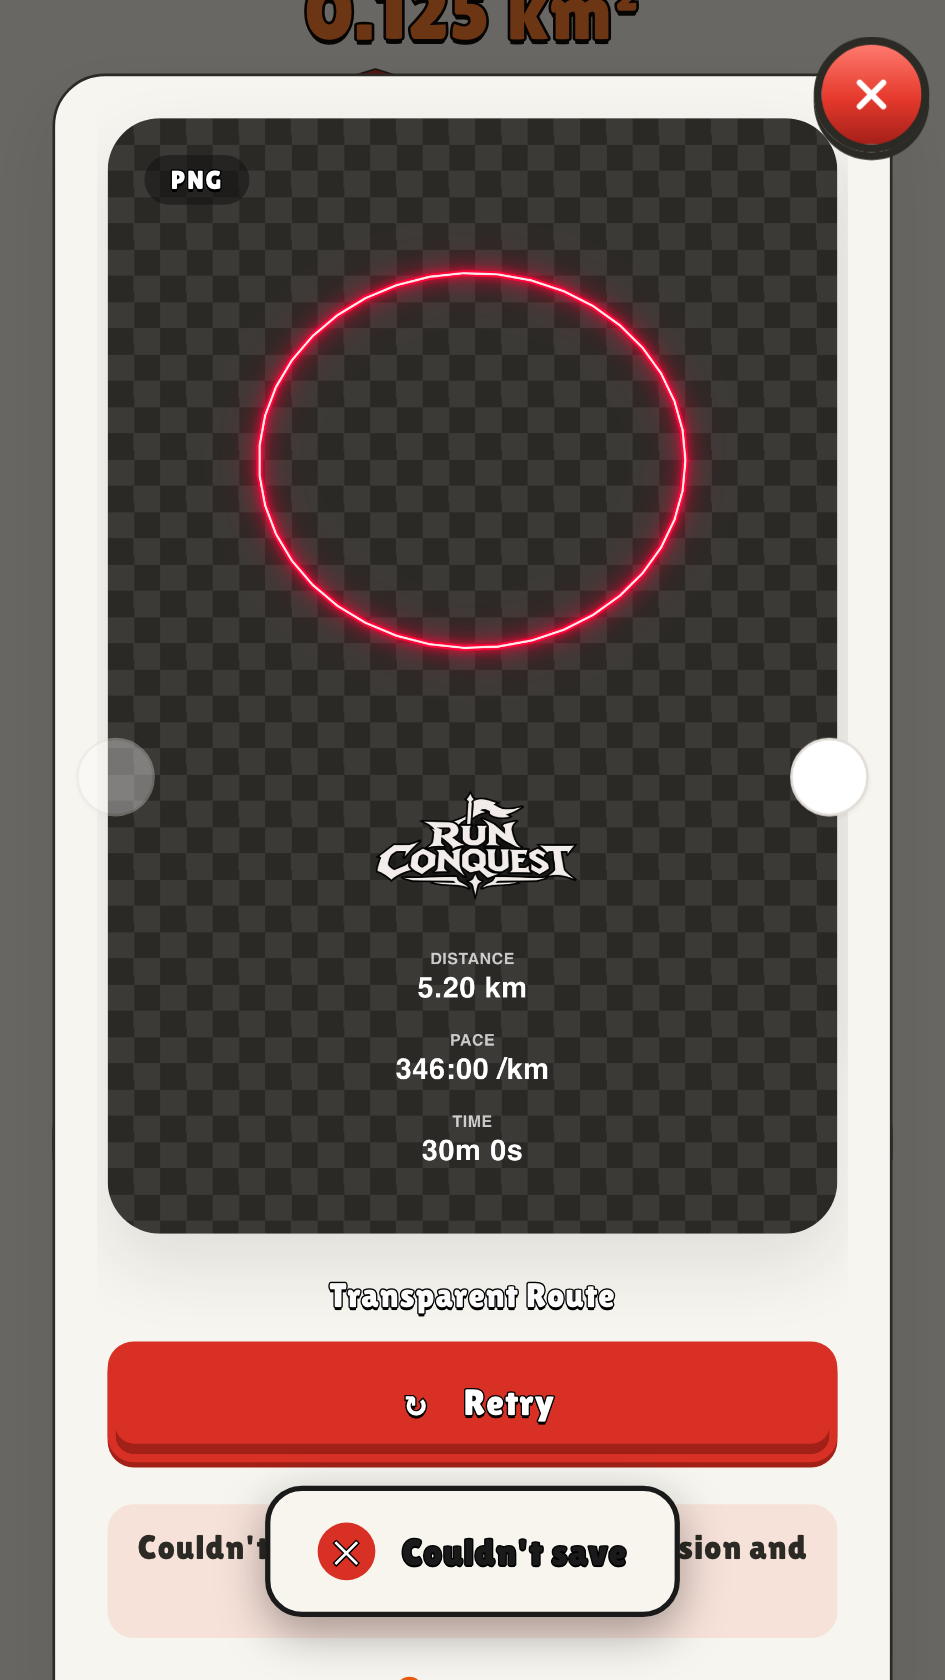 0.125 km²
PNG
RUN
CONQUEST
DISTANCE
5.20 km
PACE
346:00 /km
TIME
30m 0s
Transparent Route
↻ Retry
Couldn't
sion and
Couldn't save